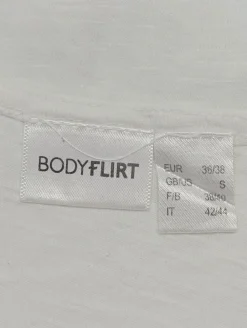 BODYFLIRT
EUR 36/38
GB/US S
F/B 38/40
IT 42/44